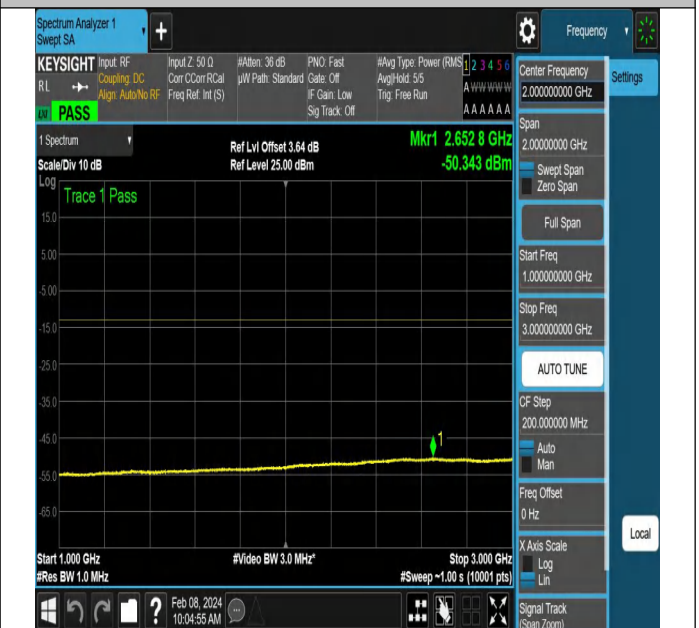 Spectrum Analyzer 1
Swept SA
+
Frequency
KEYSIGHT
RL
PASS
Input: RF
Coupling: DC
Align: Auto/No RF
Input Z: 50 Ω
Corr CCorr RCal
Freq Ref: Int (S)
#Atten: 36 dB
µW Path: Standard
PNO: Fast
Gate: Off
IF Gain: Low
Sig Track: Off
#Avg Type: Power (RMS
Avg|Hold: 5/5
Trig: Free Run
1 2 3 4 5 6
A W W W W W
A A A A A A
Center Frequency
2.000000000 GHz
Settings
1 Spectrum
Scale/Div 10 dB
Ref Lvl Offset 3.64 dB
Ref Level 25.00 dBm
Mkr1 2.652 8 GHz
-50.343 dBm
Span
2.00000000 GHz
Swept Span
Zero Span
Full Span
Start Freq
1.000000000 GHz
Stop Freq
3.000000000 GHz
AUTO TUNE
CF Step
200.000000 MHz
Auto
Man
Freq Offset
0 Hz
X Axis Scale
Log
Lin
Signal Track
(Span Zoom)
Local
Log
Trace 1 Pass
15.0
5.00
-5.00
-15.0
-25.0
-35.0
-45.0
-55.0
-65.0
1
Start 1.000 GHz
#Res BW 1.0 MHz
#Video BW 3.0 MHz*
Stop 3.000 GHz
#Sweep ~1.00 s (10001 pts)
?
Feb 08, 2024
10:04:55 AM